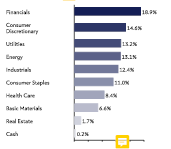 Financials 18.9%
Consumer
Discretionary 14.6%
Utilities 13.2%
Energy 13.1%
Industrials 12.4%
Consumer Staples 11.0%
Health Care 8.4%
Basic Materials 6.6%
Real Estate 1.7%
Cash 0.2%